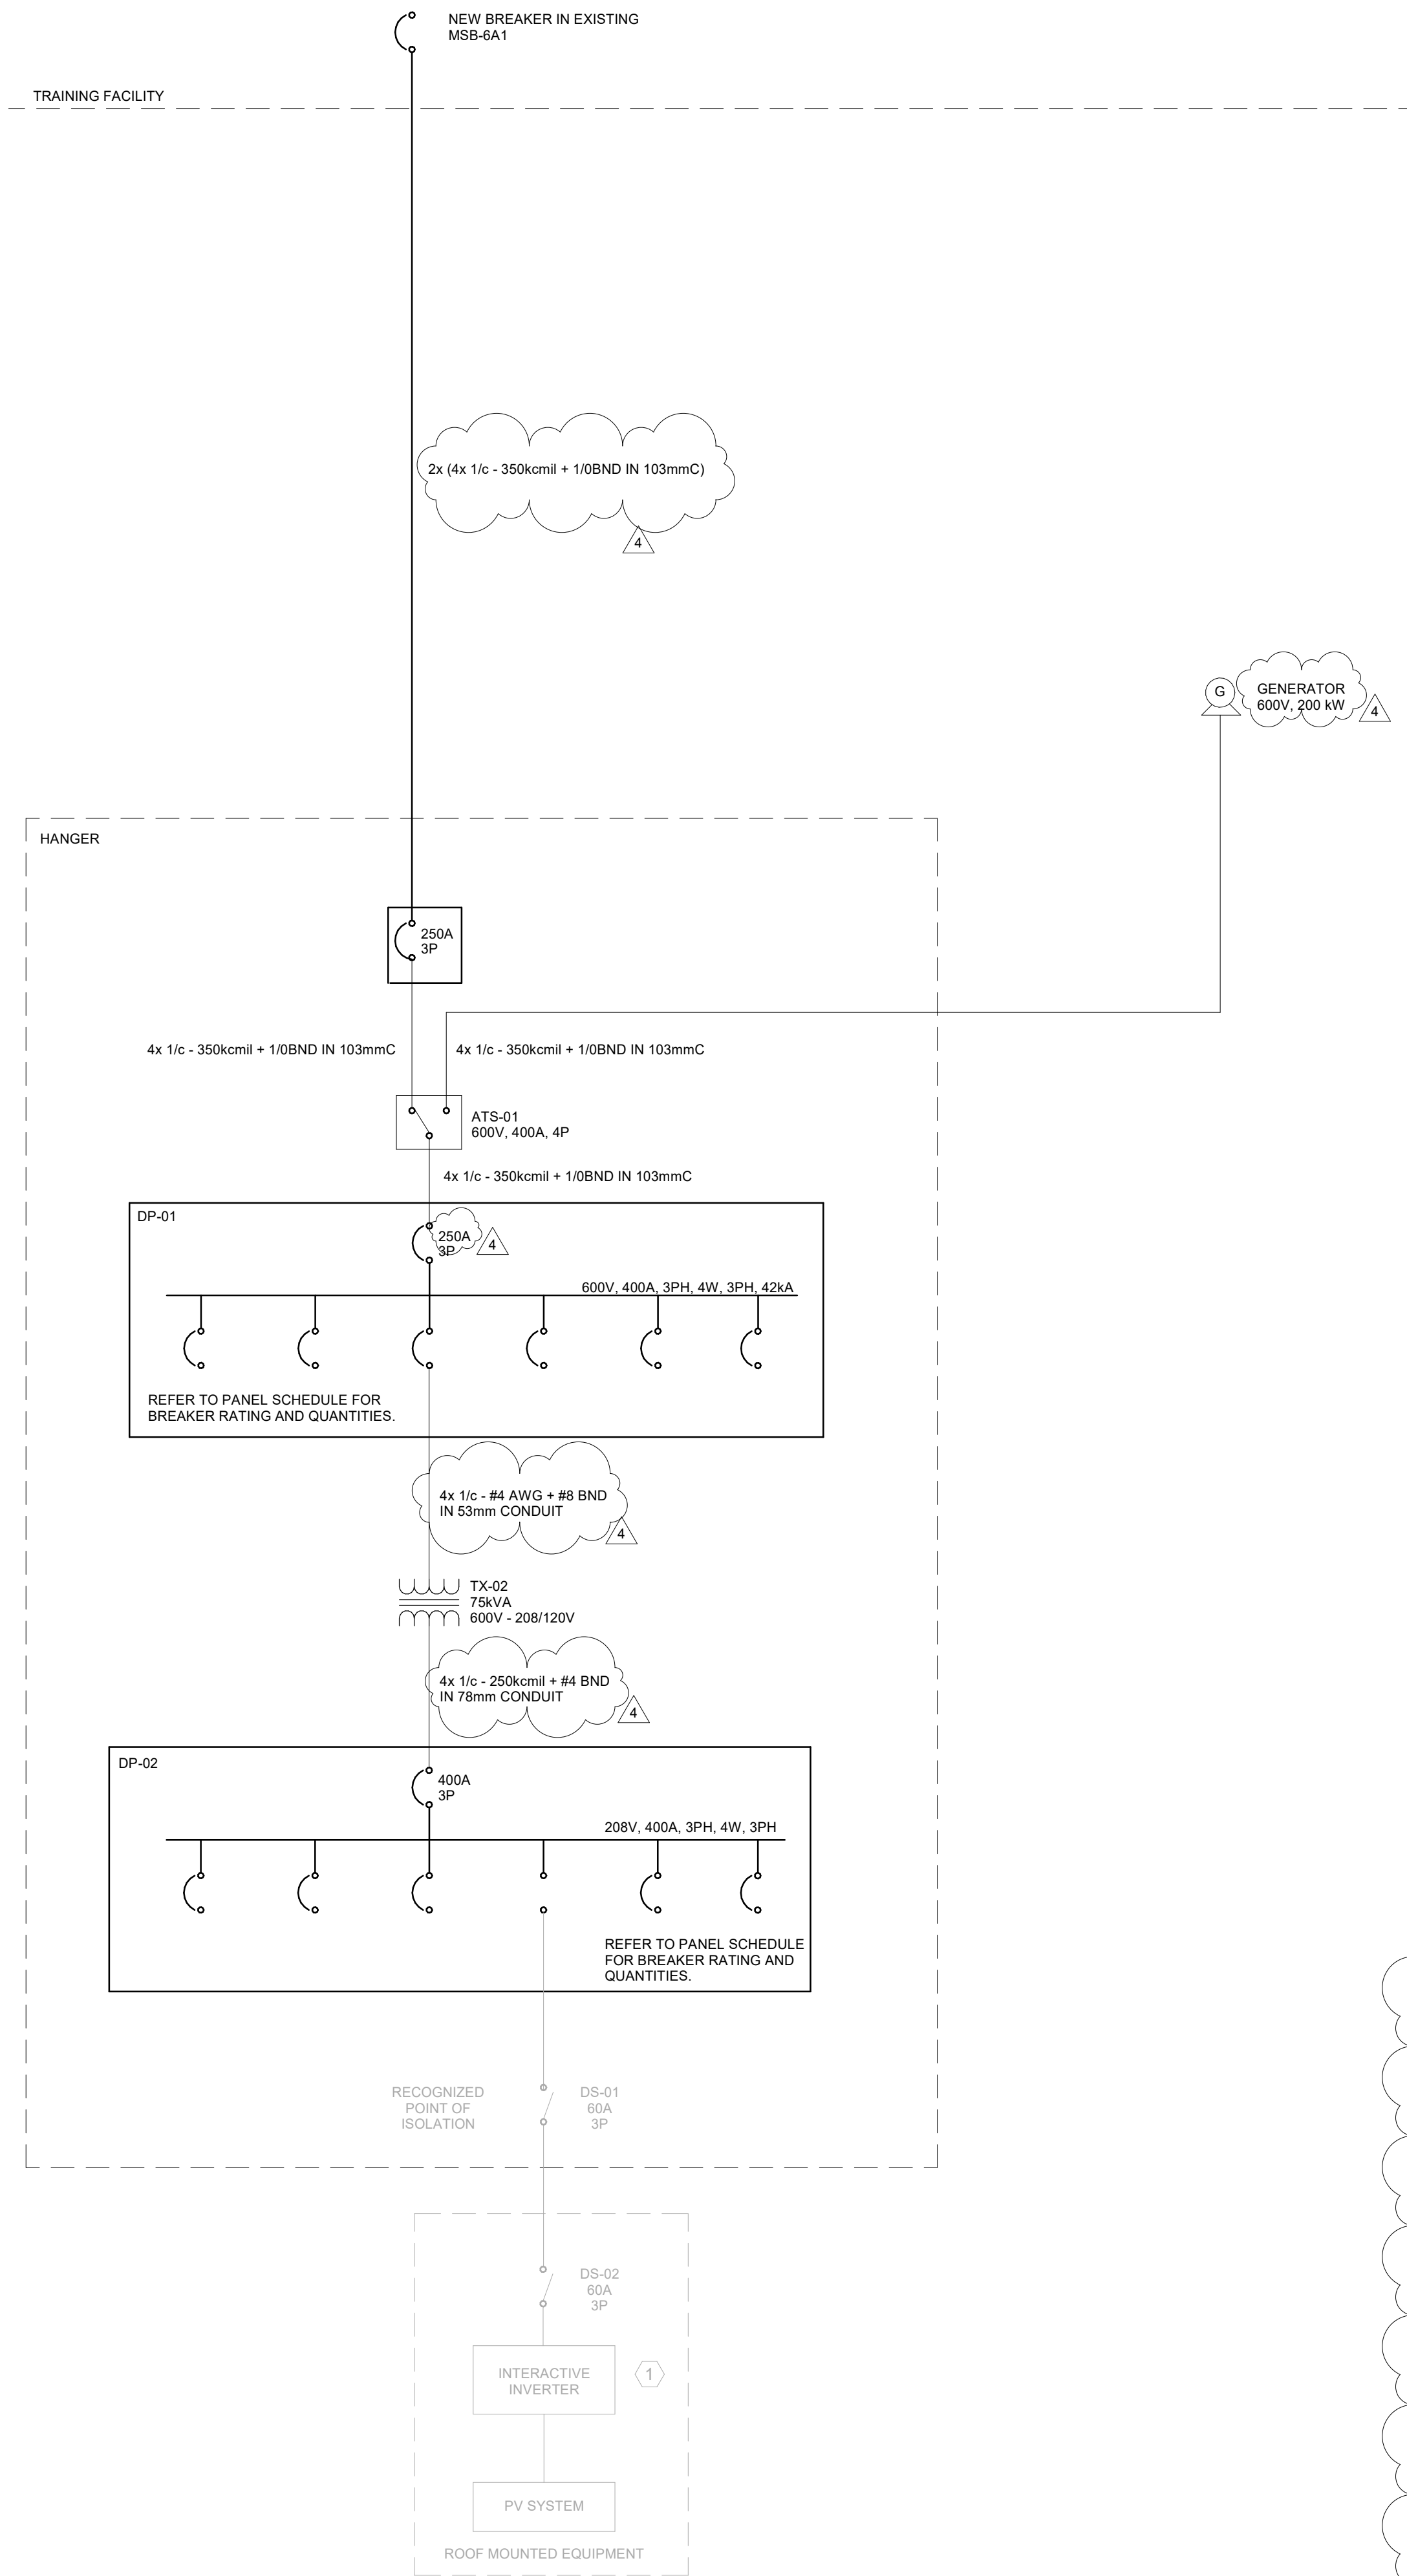 NEW BREAKER IN EXISTING
MSB-6A1
TRAINING FACILITY
2x (4x 1/c - 350kcmil + 1/0BND IN 103mmC)
4
G
GENERATOR
600V, 200 kW
4
HANGER
250A
3P
4x 1/c - 350kcmil + 1/0BND IN 103mmC
4x 1/c - 350kcmil + 1/0BND IN 103mmC
ATS-01
600V, 400A, 4P
4x 1/c - 350kcmil + 1/0BND IN 103mmC
DP-01
250A
3P
4
600V, 400A, 3PH, 4W, 3PH, 42kA
REFER TO PANEL SCHEDULE FOR
BREAKER RATING AND QUANTITIES.
4x 1/c - #4 AWG + #8 BND
IN 53mm CONDUIT
4
TX-02
75kVA
600V - 208/120V
4x 1/c - 250kcmil + #4 BND
IN 78mm CONDUIT
4
DP-02
400A
3P
208V, 400A, 3PH, 4W, 3PH
REFER TO PANEL SCHEDULE
FOR BREAKER RATING AND
QUANTITIES.
RECOGNIZED
POINT OF
ISOLATION
DS-01
60A
3P
DS-02
60A
3P
INTERACTIVE
INVERTER
1
PV SYSTEM
ROOF MOUNTED EQUIPMENT